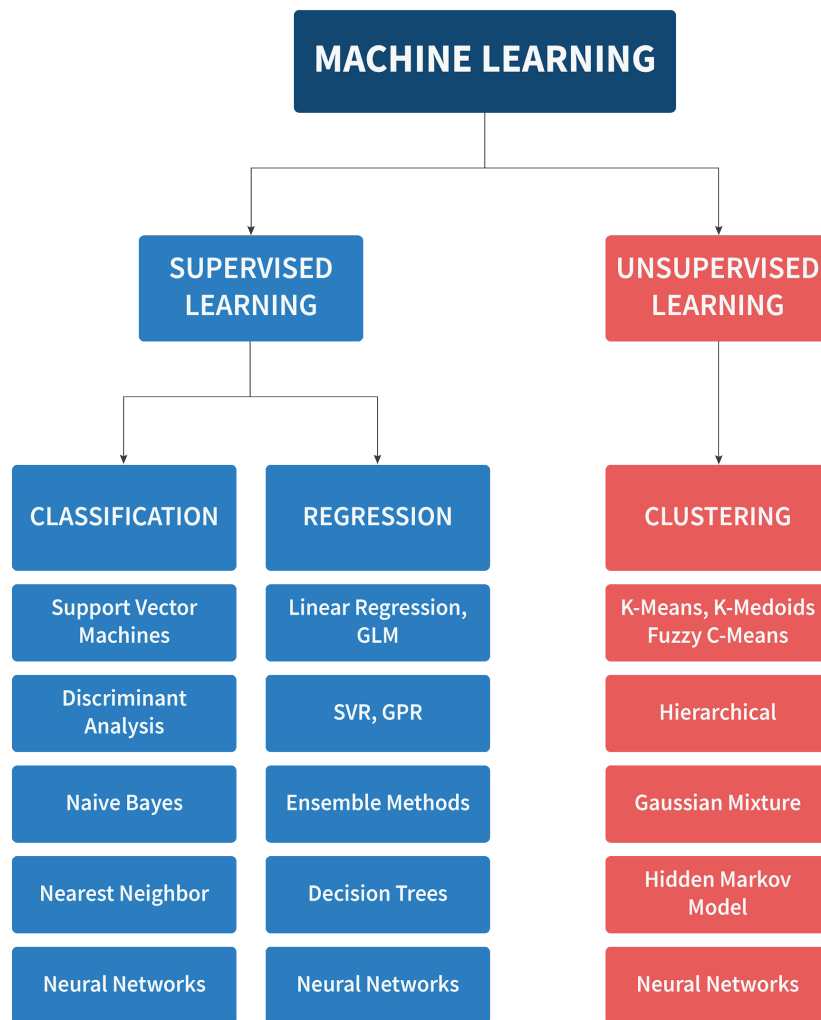 MACHINE LEARNING
SUPERVISED
LEARNING
UNSUPERVISED
LEARNING
CLASSIFICATION
REGRESSION
CLUSTERING
Support Vector
Machines
Linear Regression,
GLM
K-Means, K-Medoids
Fuzzy C-Means
Discriminant
Analysis
SVR, GPR
Hierarchical
Naive Bayes
Ensemble Methods
Gaussian Mixture
Nearest Neighbor
Decision Trees
Hidden Markov
Model
Neural Networks
Neural Networks
Neural Networks